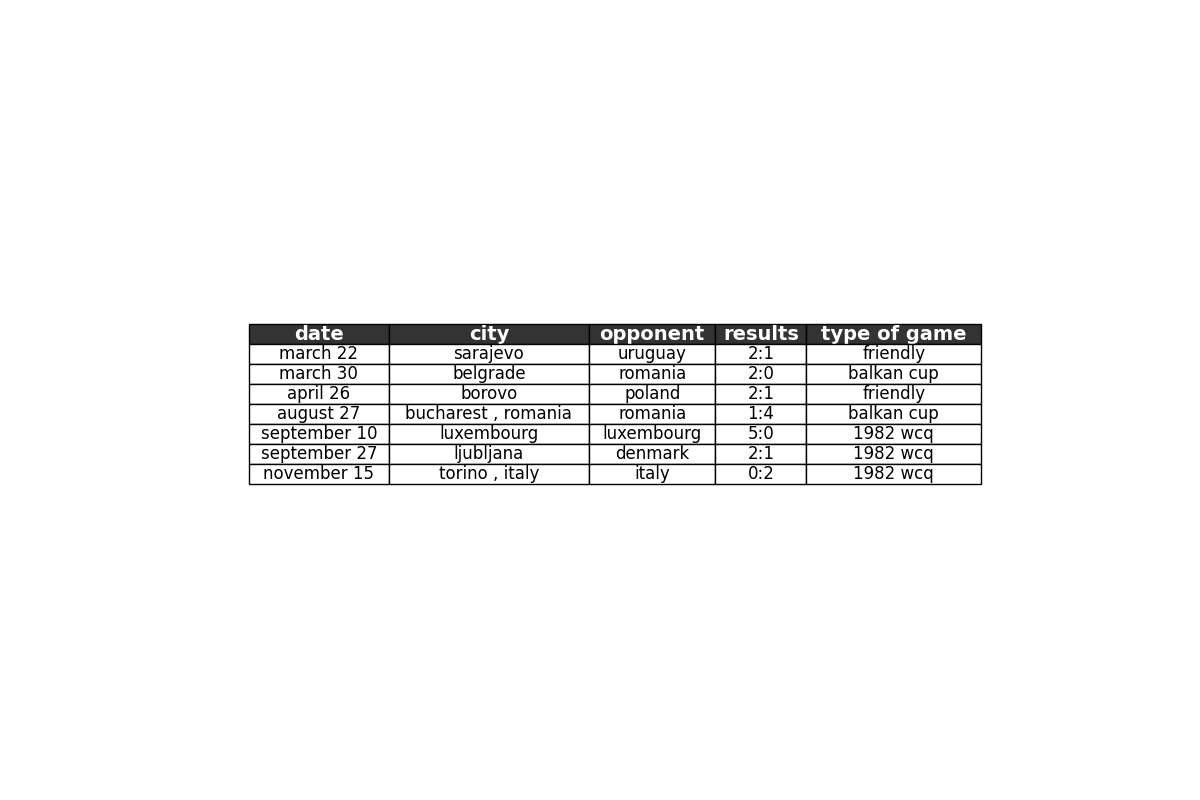 date city opponent results type of game
march 22 sarajevo uruguay 2:1 friendly
march 30 belgrade romania 2:0 balkan cup
april 26 borovo poland 2:1 friendly
august 27 bucharest , romania romania 1:4 balkan cup
september 10 luxembourg luxembourg 5:0 1982 wcq
september 27 ljubljana denmark 2:1 1982 wcq
november 15 torino , italy italy 0:2 1982 wcq